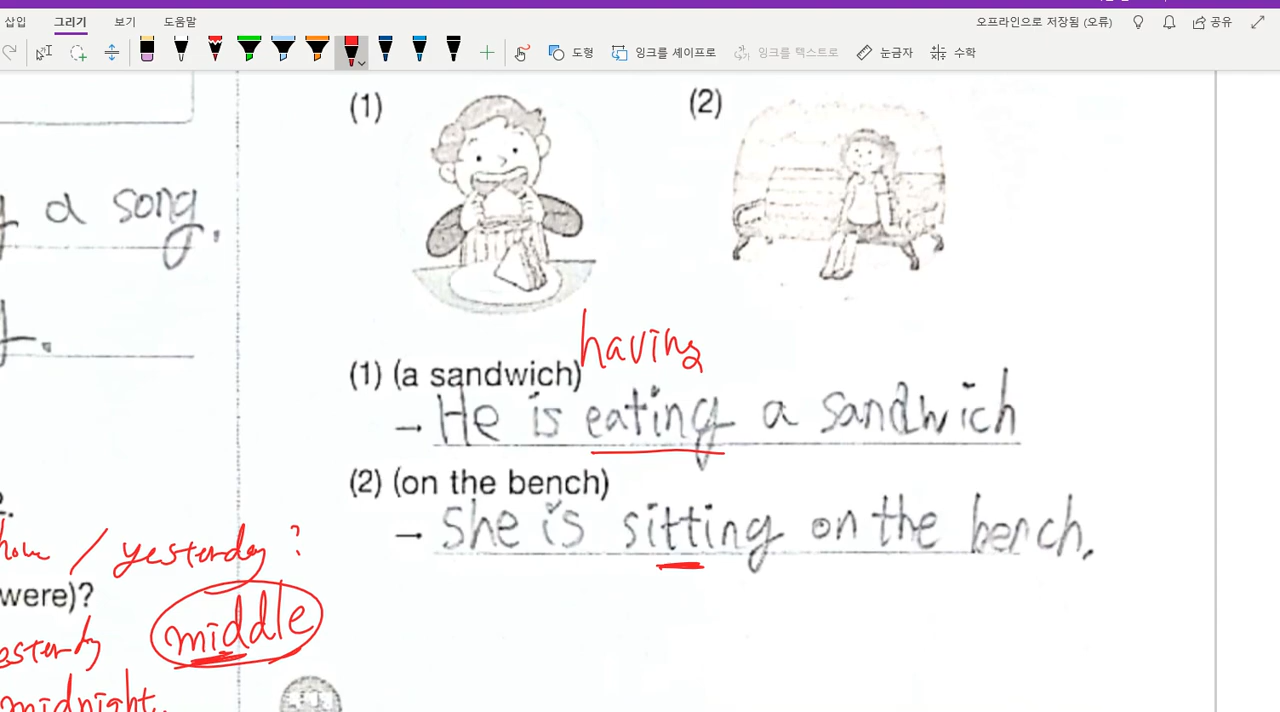 삽입 그리기 보기 도움말 오프라인으로 저장됨 (오류) 공유
도형 잉크를 셰이프로 잉크를 텍스트로 눈금자 수학
(1) (2)
a song.
having
(1) (a sandwich)
→ He is eating a sandwich
(2) (on the bench)
→ She is sitting on the bench.
/ yesterday ?
were)?
middle
midnight.